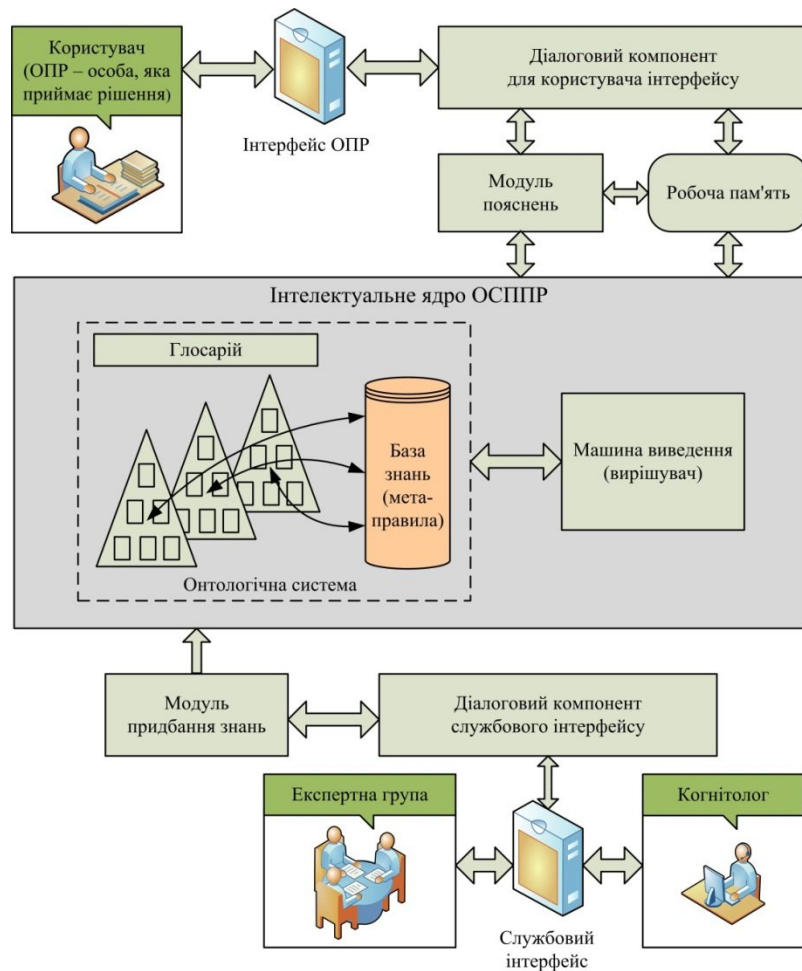 Користувач
(ОПР – особа, яка
приймає рішення)
Інтерфейс ОПР
Діалоговий компонент
для користувача інтерфейсу
Модуль
пояснень
Робоча пам'ять
Інтелектуальне ядро ОСППР
Глосарій
База
знань
(мета-
правила)
Машина виведення
(вирішувач)
Онтологічна система
Модуль
придбання знань
Діалоговий компонент
службового інтерфейсу
Експертна група
Когнітолог
Службовий
інтерфейс